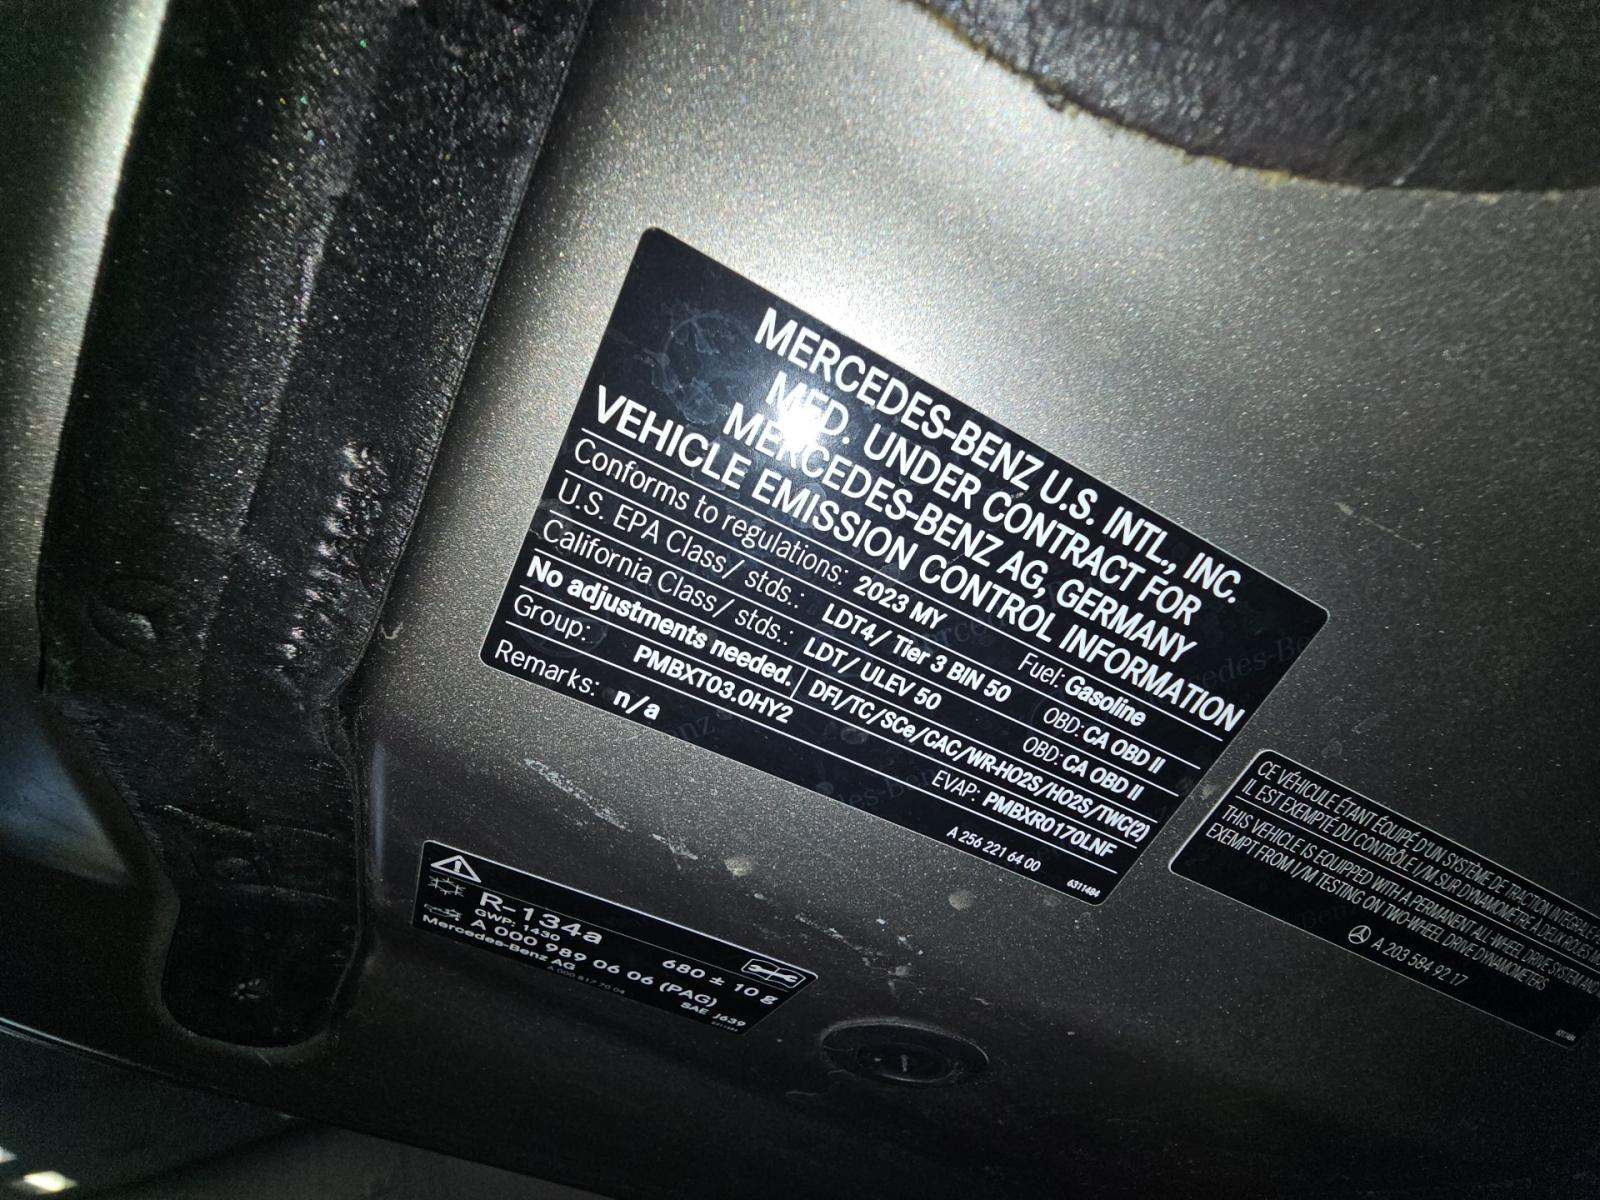 MERCEDES-BENZ U.S. INTL., INC.
MFD. UNDER CONTRACT FOR
MERCEDES-BENZ AG, GERMANY
VEHICLE EMISSION CONTROL INFORMATION
Conforms to regulations: 2023 MY Fuel: Gasoline
U.S. EPA Class/ stds.: LDT4/ Tier 3 BIN 50 OBD: CA OBD II
California Class/ stds.: LDT/ ULEV 50 OBD: CA OBD II
No adjustments needed. DFI/TC/SCe/CAC/WR-HO2S/HO2S/TWC(2)
Group: PMBXT03.0HY2 EVAP: PMBXR0170LNF
Remarks: n/a
A 256 221 64 00
6311484
R-134a 680 ± 10 g
GWP: 1430
A 000 989 06 06 (PAG)
Mercedes-Benz AG SAE J639
A 000 817 70 04
CE VÉHICULE ÉTANT ÉQUIPÉ D'UN SYSTÈME DE TRACTION INTÉGRALE
IL EST EXEMPTÉ DU CONTRÔLE I/M SUR DYNAMOMÈTRE À DEUX ROUES
THIS VEHICLE IS EQUIPPED WITH A PERMANENT ALL-WHEEL DRIVE SYSTEM AND
EXEMPT FROM I/M TESTING ON TWO-WHEEL DRIVE DYNAMOMETERS
A 203 584 92 17